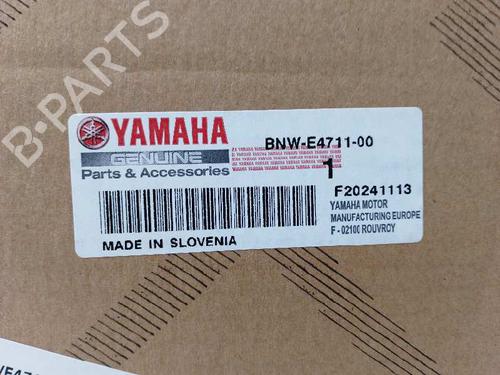 B-PARTS
YAMAHA
GENUINE
Parts & Accessories
MADE IN SLOVENIA
BNW-E4711-00
1
F20241113
YAMAHA MOTOR
MANUFACTURING EUROPE
F - 02100 ROUVROY